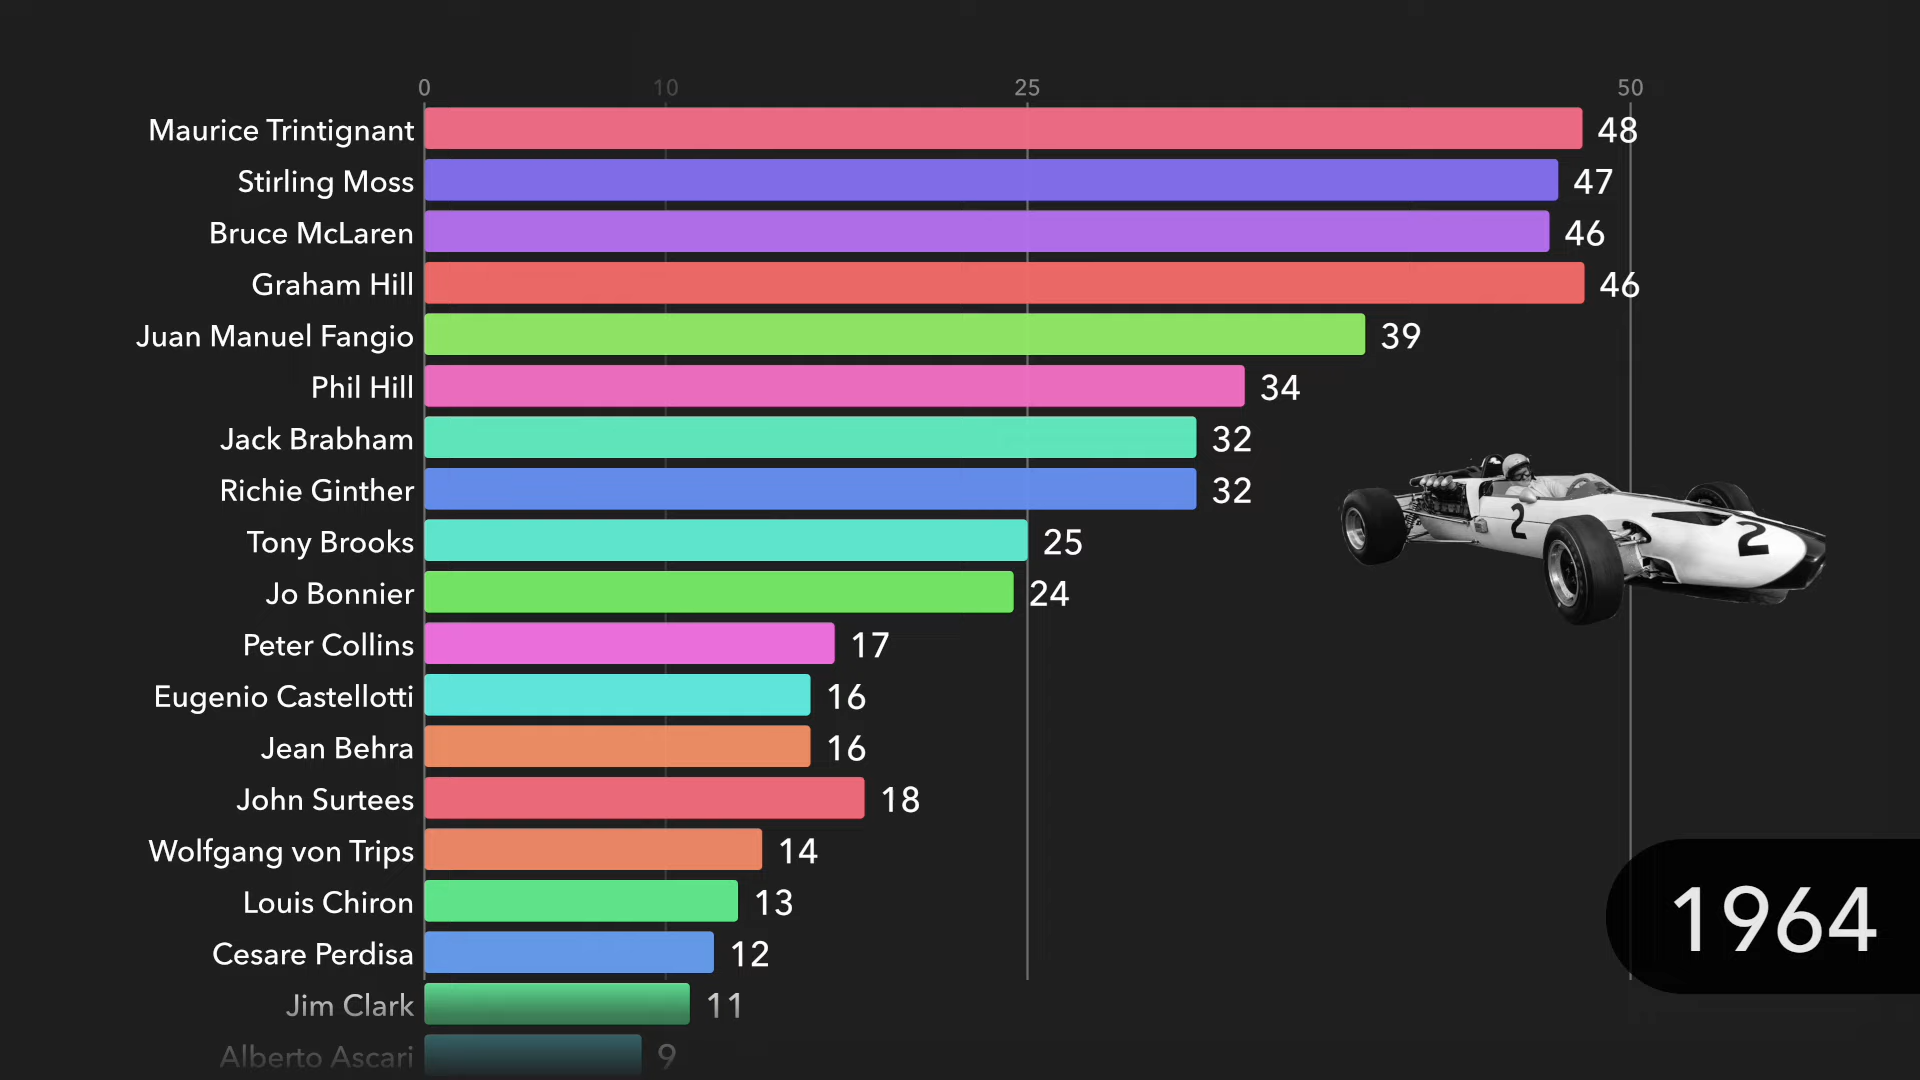 0 10 25 50
Maurice Trintignant 48
Stirling Moss 47
Bruce McLaren 46
Graham Hill 46
Juan Manuel Fangio 39
Phil Hill 34
Jack Brabham 32
Richie Ginther 32
Tony Brooks 25
2 2
Jo Bonnier 24
Peter Collins 17
Eugenio Castellotti 16
Jean Behra 16
John Surtees 18
Wolfgang von Trips 14
Louis Chiron 13
1964
Cesare Perdisa 12
Jim Clark 11
Alberto Ascari 9